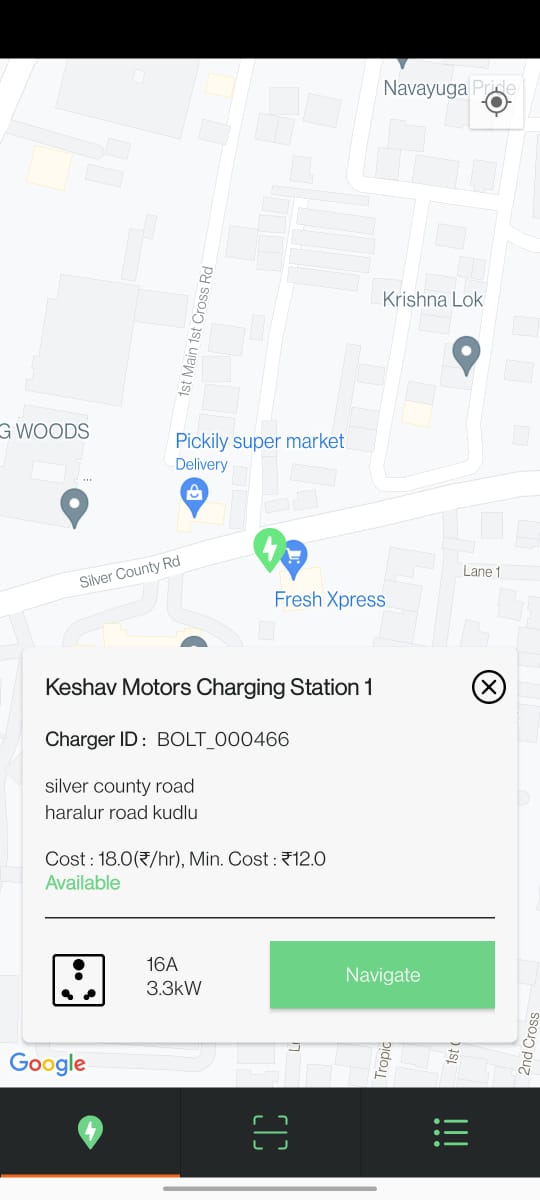 Navayuga Pride
1st Main 1st Cross Rd
Krishna Lok
G WOODS
...
Pickily super market
Delivery
Silver County Rd
Lane 1
Fresh Xpress
Keshav Motors Charging Station 1
Charger ID : BOLT_000466
silver county road
haralur road kudlu
Cost : 18.0(₹/hr), Min. Cost : ₹12.0
Available
16A
3.3kW
Navigate
Google
Tropic
1st C
2nd Cross